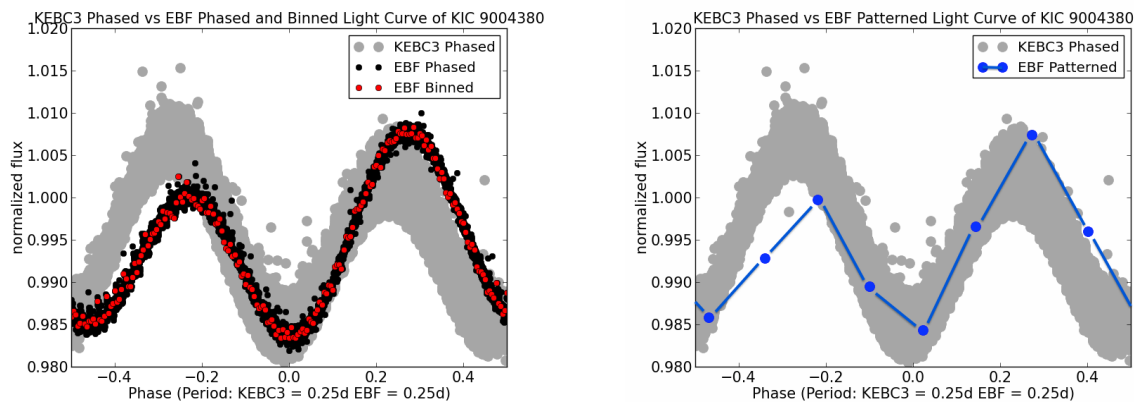 KEBC3 Phased vs EBF Phased and Binned Light Curve of KIC 9004380
1.020
1.015
1.010
1.005
1.000
0.995
0.990
0.985
0.980
normalized flux
KEBC3 Phased
EBF Phased
EBF Binned
−0.4
−0.2
0.0
0.2
0.4
Phase (Period: KEBC3 = 0.25d EBF = 0.25d)
KEBC3 Phased vs EBF Patterned Light Curve of KIC 9004380
1.020
1.015
1.010
1.005
1.000
0.995
0.990
0.985
0.980
normalized flux
KEBC3 Phased
EBF Patterned
−0.4
−0.2
0.0
0.2
0.4
Phase (Period: KEBC3 = 0.25d EBF = 0.25d)